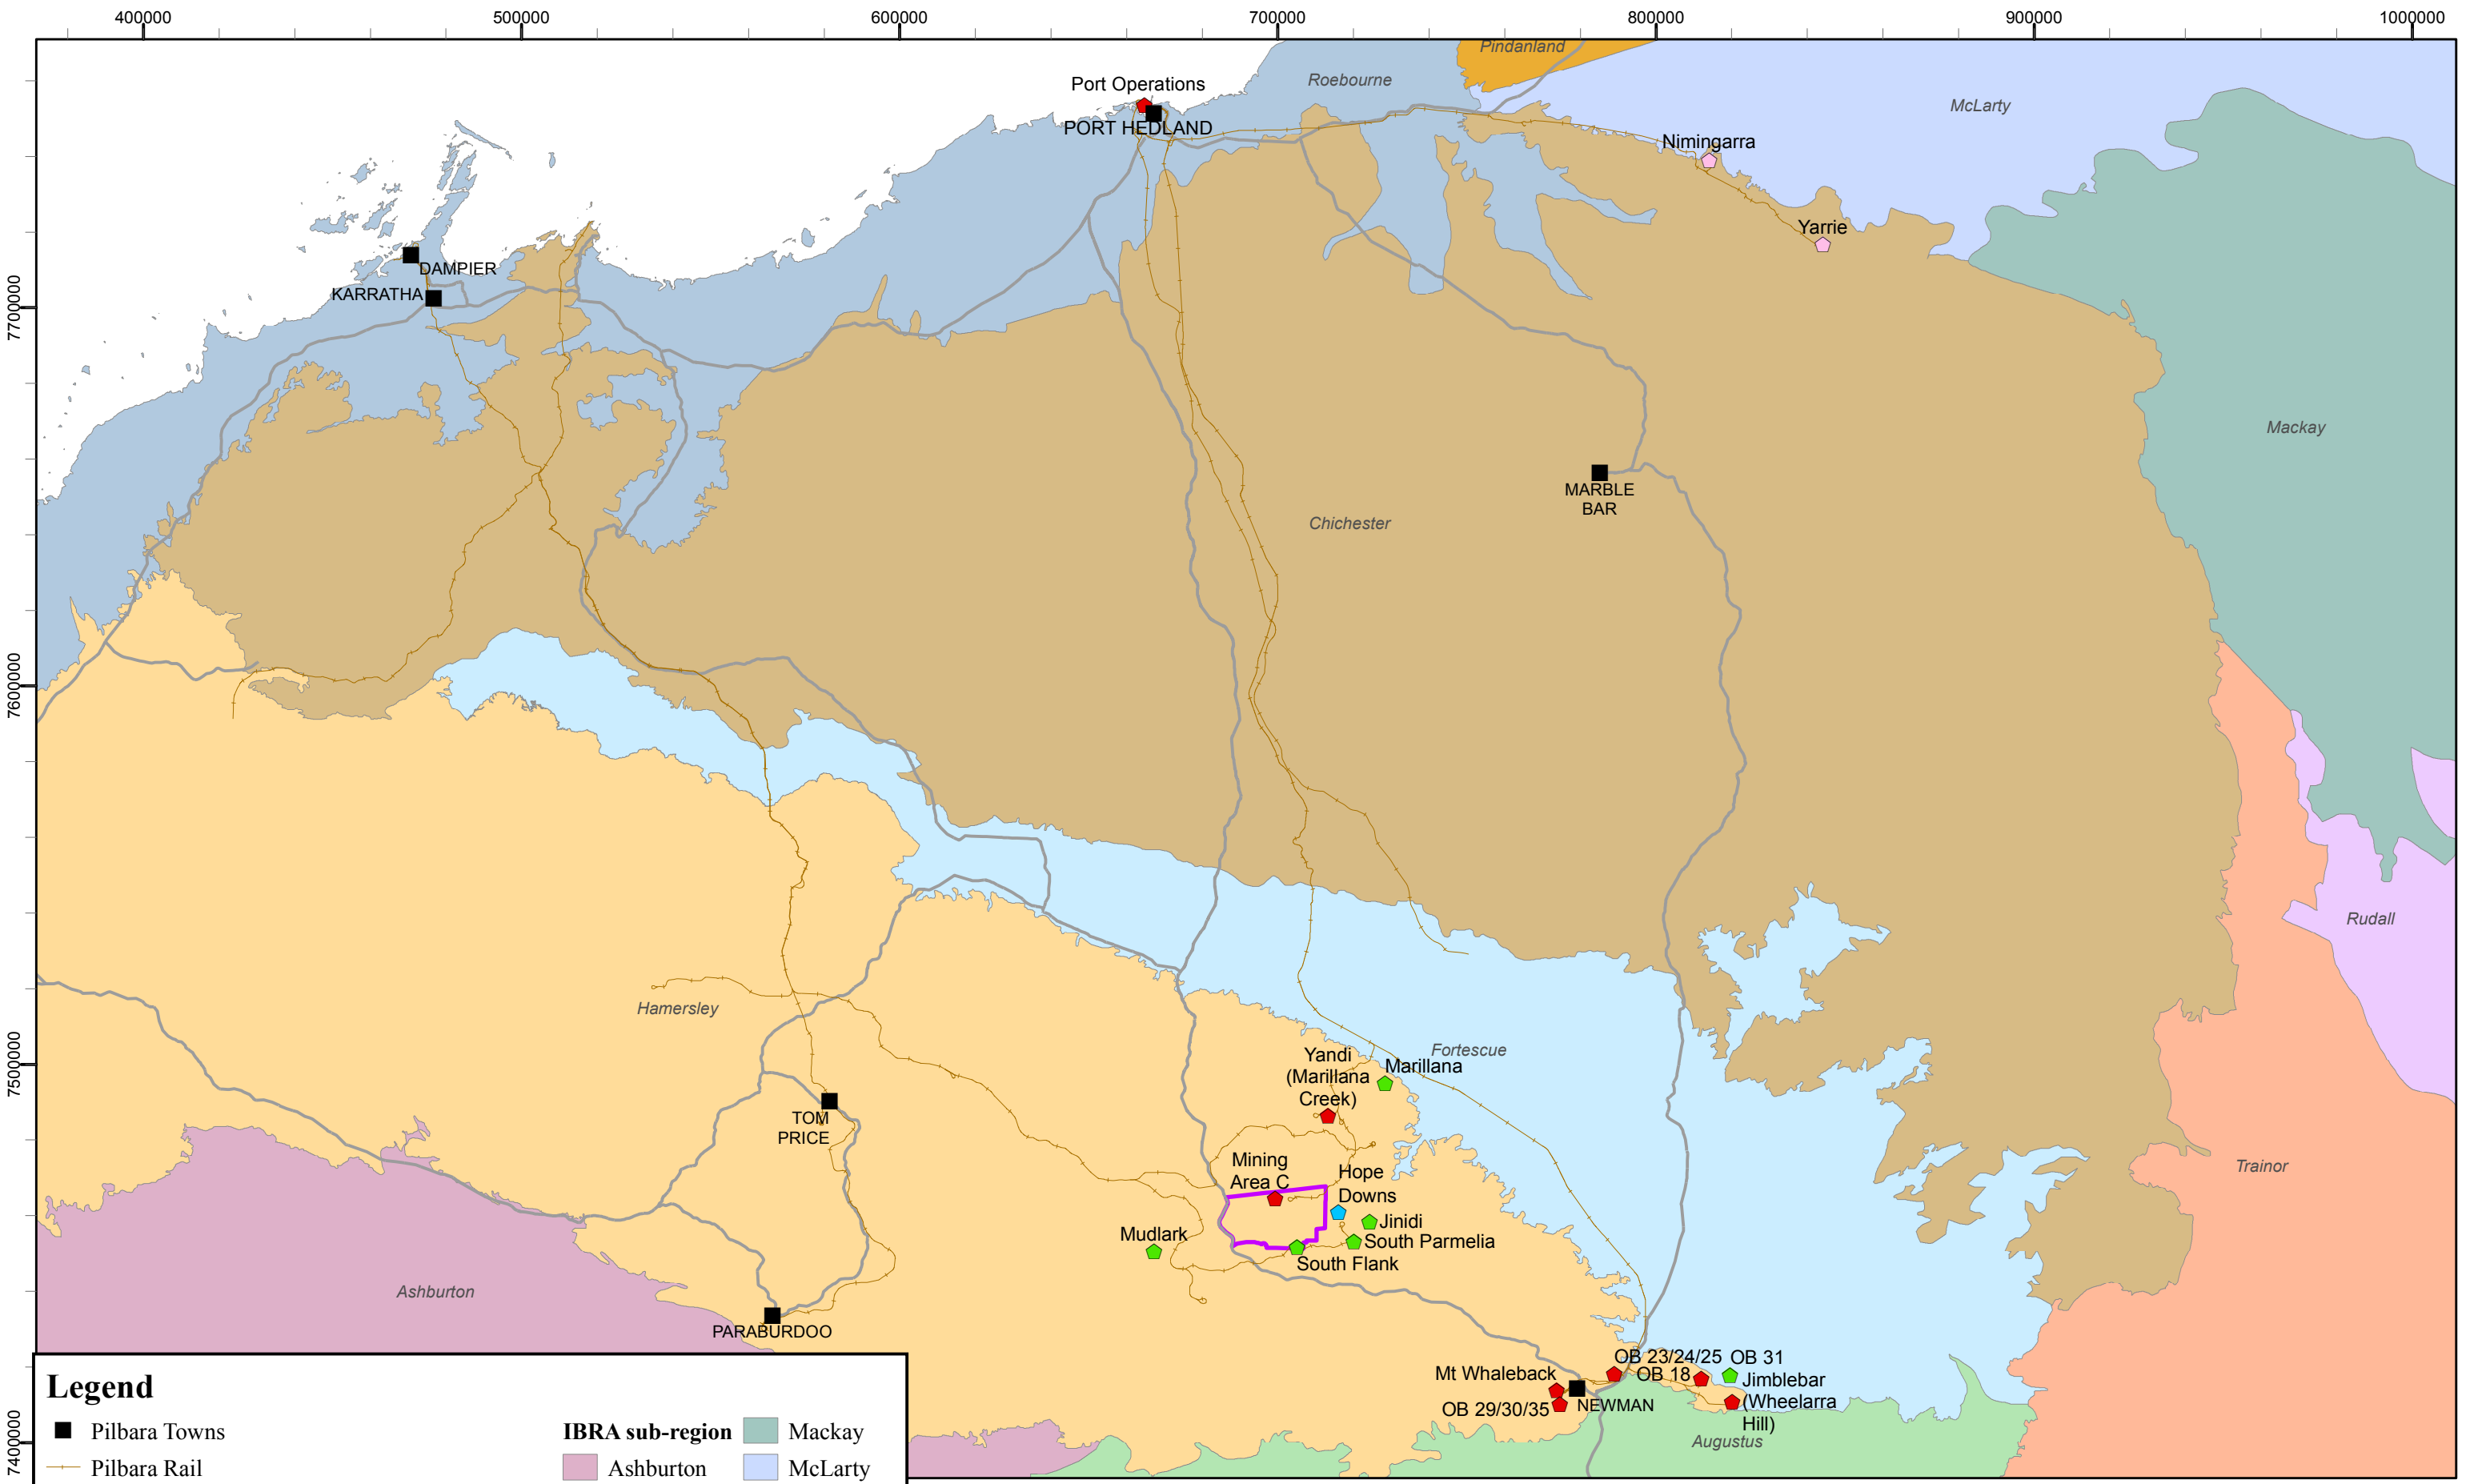 400000
500000
600000
700000
800000
900000
1000000
Pindanland
Roebourne
Port Operations
McLarty
PORT HEDLAND
Nimingarra
Yarrie
DAMPIER
KARRATHA
7700000
Mackay
MARBLE
BAR
Chichester
7600000
Rudall
Hamersley
7500000
Fortescue
Yandi
(Marillana
Creek)
Marillana
TOM
PRICE
Mining
Area C
Hope
Downs
Trainor
Jinidi
Mudlark
South Parmelia
South Flank
Ashburton
PARABURDOO
OB 23/24/25
OB 31
Mt Whaleback
OB 18
Jimblebar
(Wheelarra
Hill)
OB 29/30/35
NEWMAN
Augustus
7400000
Legend
Pilbara Towns
Pilbara Rail
IBRA sub-region
Ashburton
Mackay
McLarty